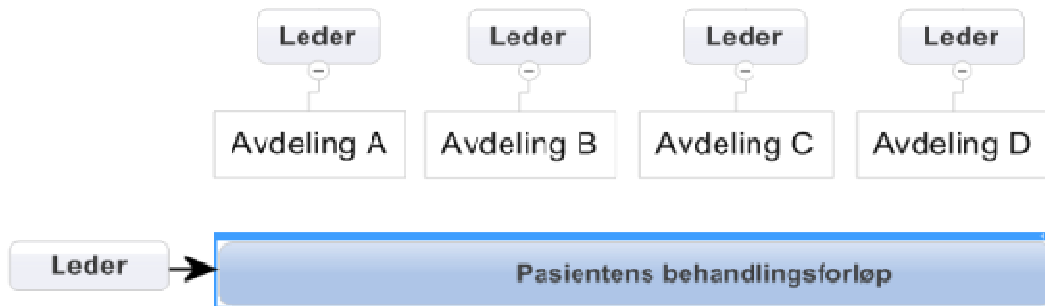 Leder Leder Leder Leder
Avdeling A Avdeling B Avdeling C Avdeling D
Leder Pasientens behandlingsforløp